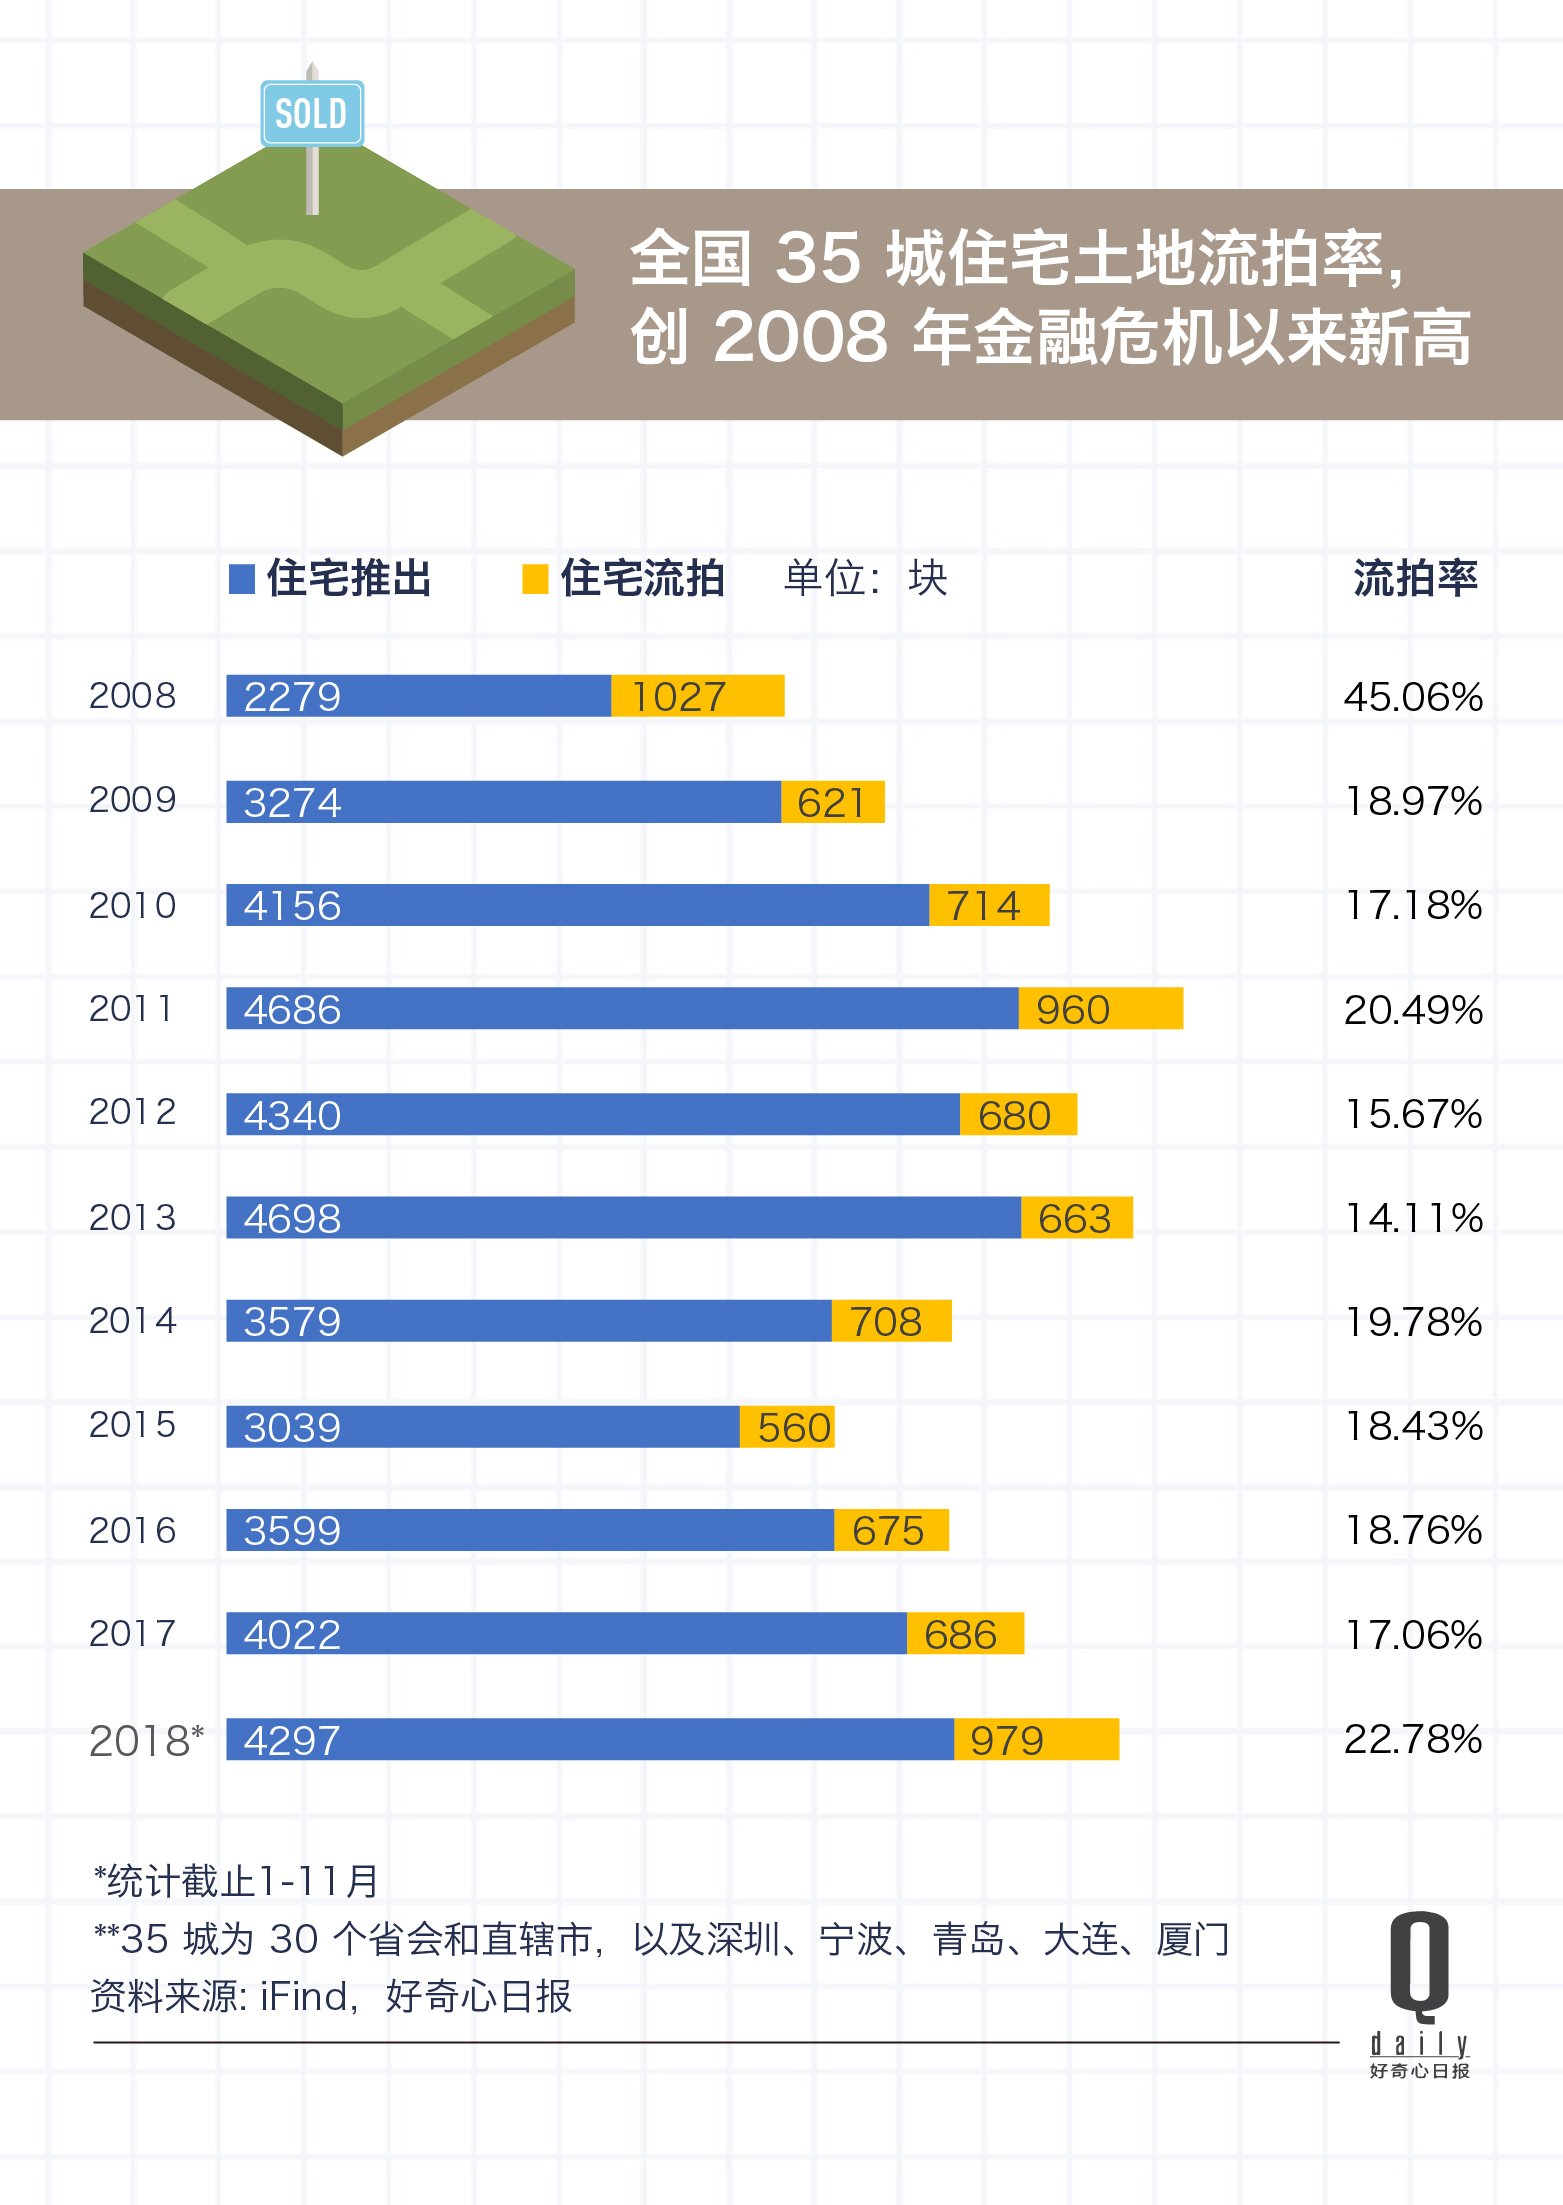 SOLD
全国 35 城住宅土地流拍率,
创 2008 年金融危机以来新高
住宅推出 住宅流拍 单位：块 流拍率
2008 2279 1027 45.06%
2009 3274 621 18.97%
2010 4156 714 17.18%
2011 4686 960 20.49%
2012 4340 680 15.67%
2013 4698 663 14.11%
2014 3579 708 19.78%
2015 3039 560 18.43%
2016 3599 675 18.76%
2017 4022 686 17.06%
2018* 4297 979 22.78%
*统计截止1-11月
**35 城为 30 个省会和直辖市，以及深圳、宁波、青岛、大连、厦门
资料来源: iFind，好奇心日报
Q
daily
好奇心日报